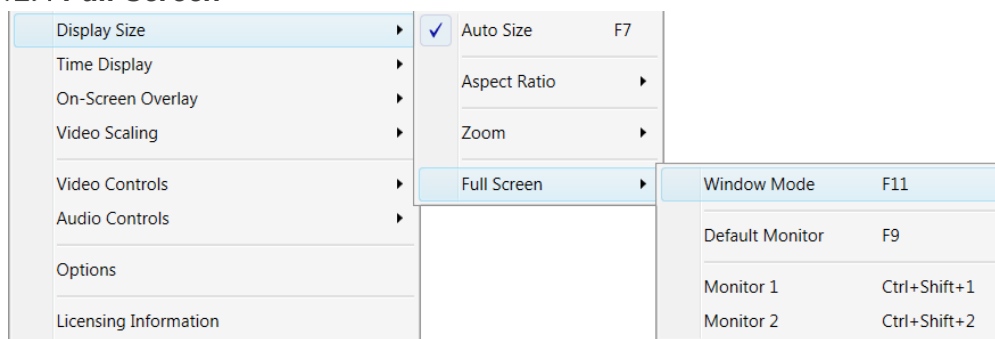 Full Screen
Display Size
Time Display
On-Screen Overlay
Video Scaling
Video Controls
Audio Controls
Options
Licensing Information
Auto Size F7
Aspect Ratio
Zoom
Full Screen
Window Mode F11
Default Monitor F9
Monitor 1 Ctrl+Shift+1
Monitor 2 Ctrl+Shift+2